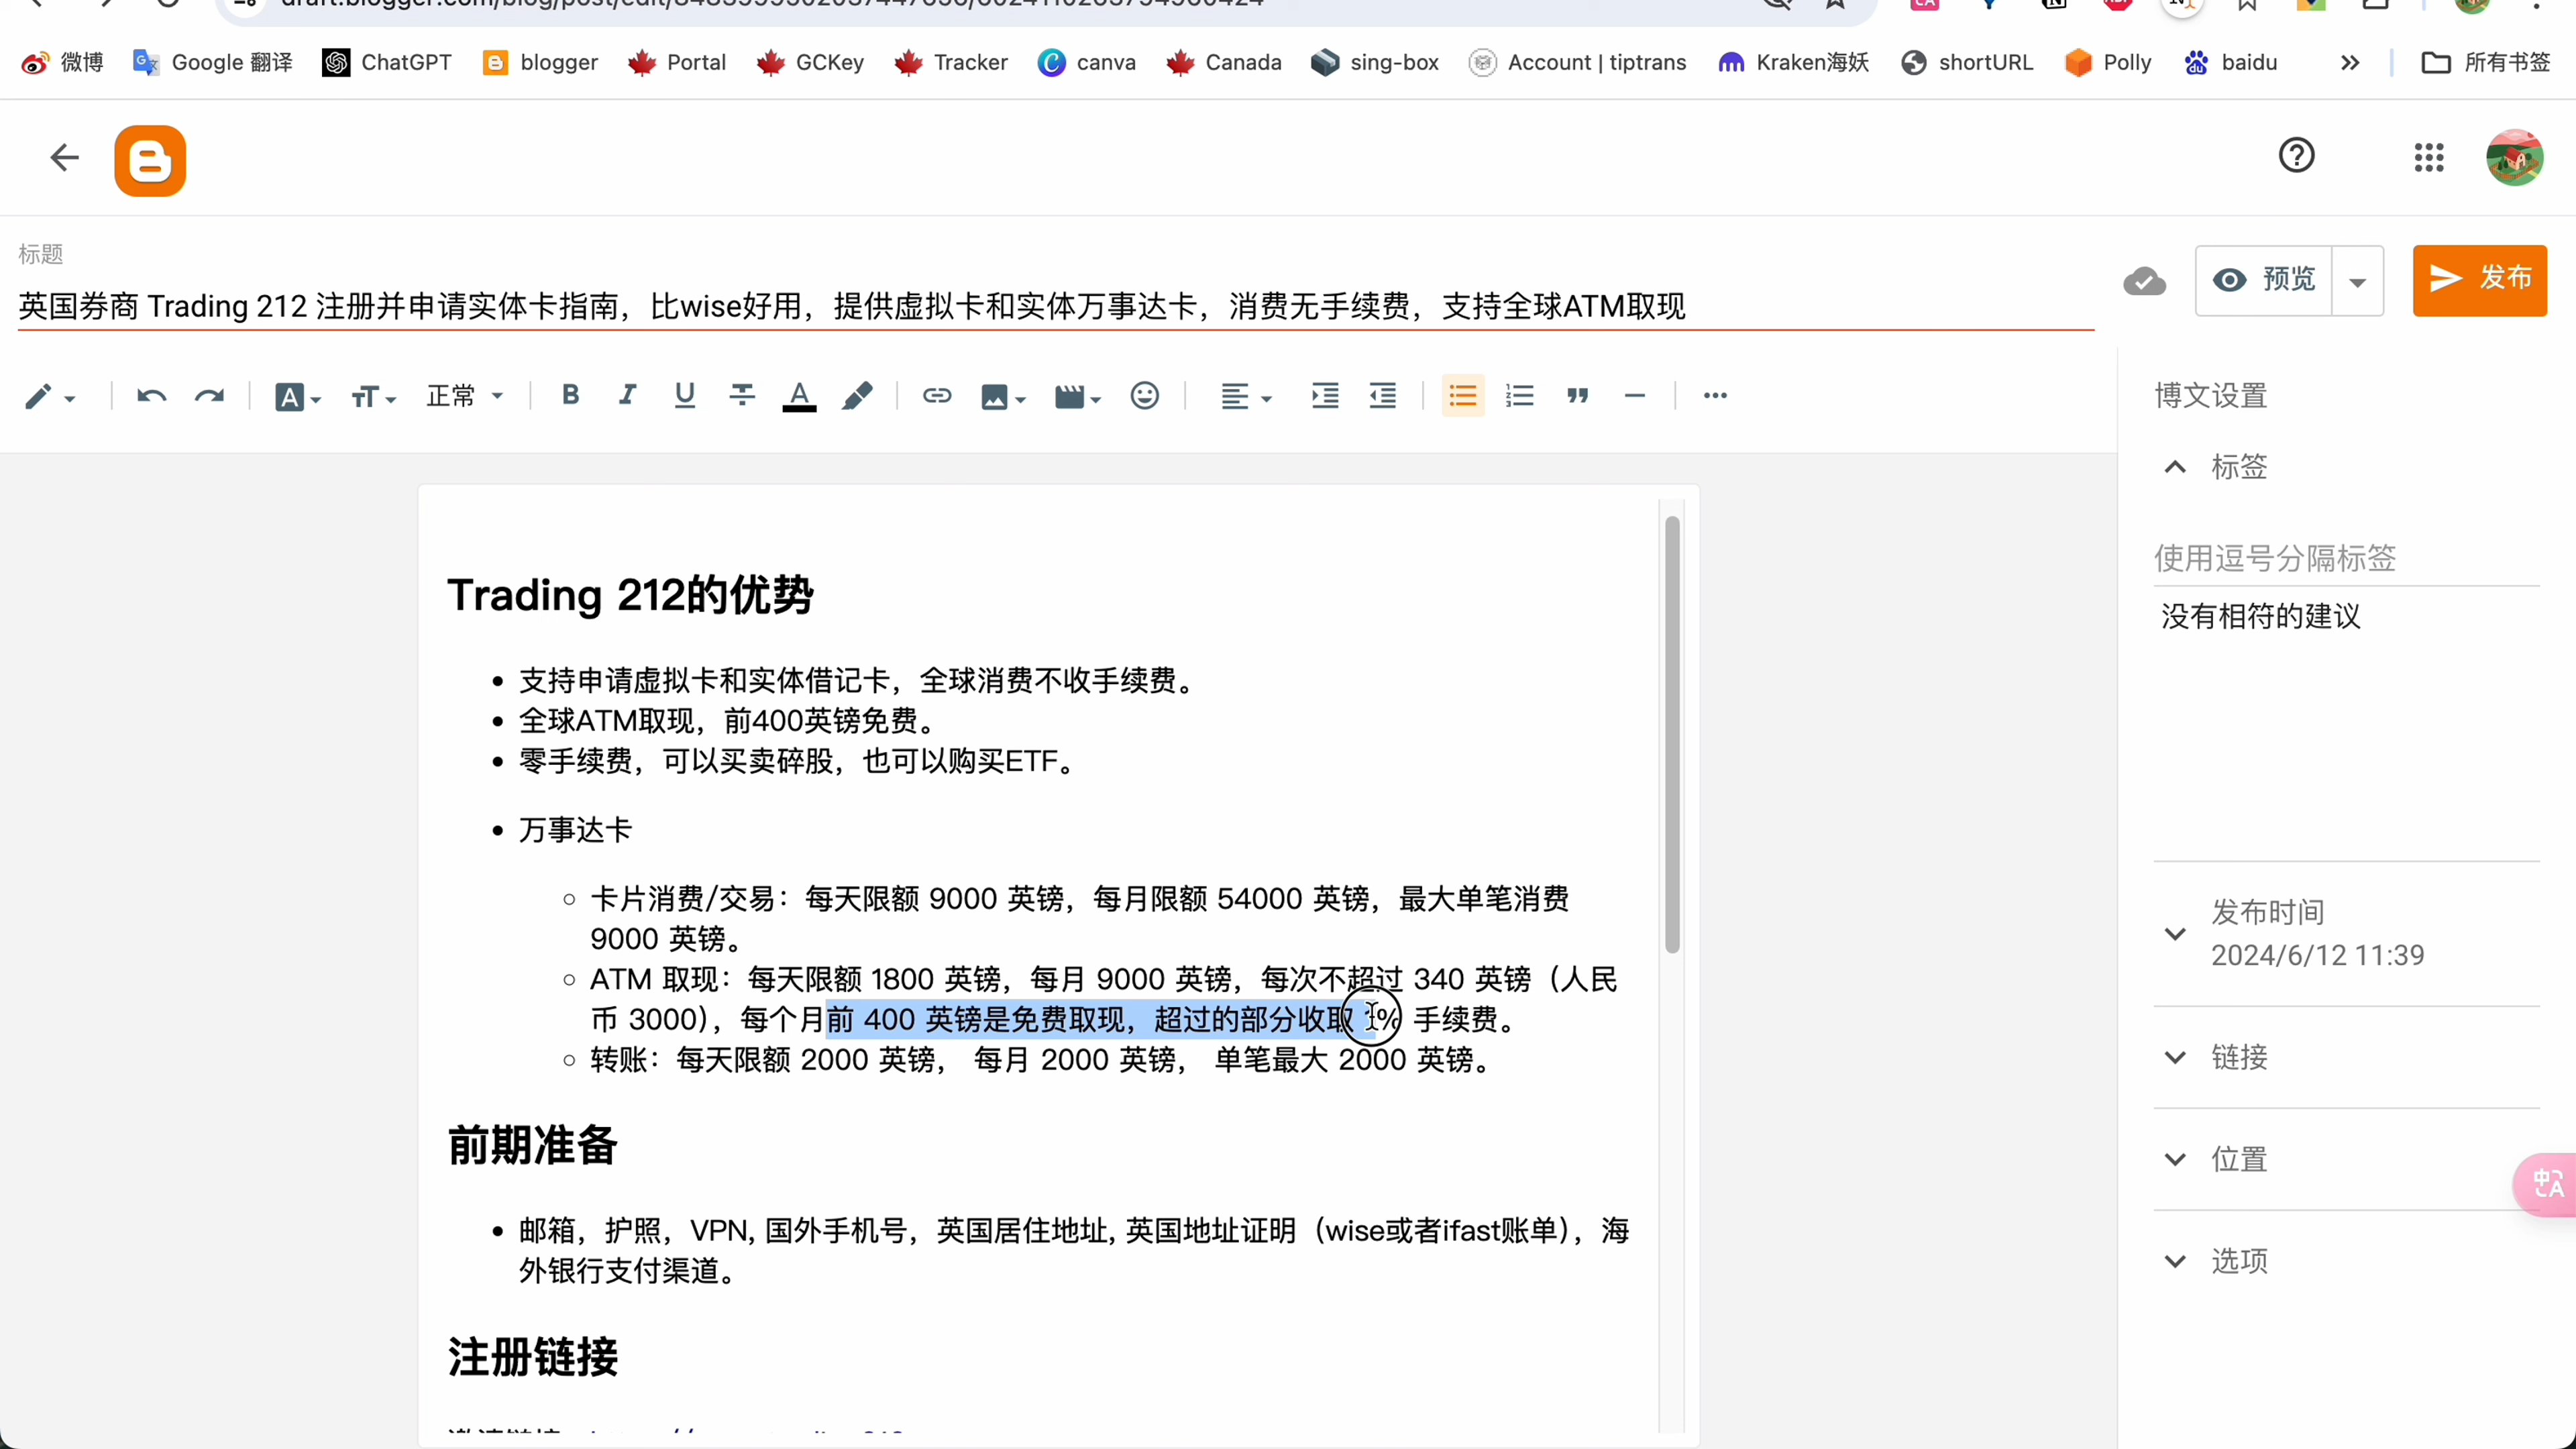 微博 Google 翻译 ChatGPT blogger Portal GCKey Tracker canva Canada sing-box Account | tiptrans Kraken海妖 shortURL Polly baidu 所有书签
标题
英国券商 Trading 212 注册并申请实体卡指南，比wise好用，提供虚拟卡和实体万事达卡，消费无手续费，支持全球ATM取现
预览
发布
正常
博文设置
标签
使用逗号分隔标签
没有相符的建议
发布时间
2024/6/12 11:39
链接
位置
选项
Trading 212的优势
支持申请虚拟卡和实体借记卡，全球消费不收手续费。
全球ATM取现，前400英镑免费。
零手续费，可以买卖碎股，也可以购买ETF。
万事达卡
卡片消费/交易：每天限额 9000 英镑，每月限额 54000 英镑，最大单笔消费
9000 英镑。
ATM 取现：每天限额 1800 英镑，每月 9000 英镑，每次不超过 340 英镑（人民
币 3000），每个月前 400 英镑是免费取现，超过的部分收取 % 手续费。
转账：每天限额 2000 英镑， 每月 2000 英镑， 单笔最大 2000 英镑。
前期准备
邮箱，护照，VPN, 国外手机号，英国居住地址, 英国地址证明（wise或者ifast账单），海
外银行支付渠道。
注册链接